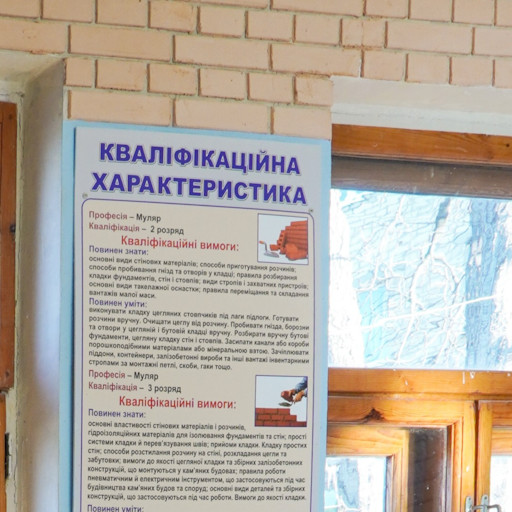 КВАЛІФІКАЦІЙНА
ХАРАКТЕРИСТИКА
Професія – Муляр
Кваліфікація – 2 розряд
Кваліфікаційні вимоги:
Повинен знати:
основні види стінових матеріалів; способи приготування розчинів;
способи пробивання гнізд та отворів у кладці; правила розбирання
кладки фундаментів, стін і стовпів; види стропів і захватних пристроїв;
основні види такелажної оснастки; правила переміщення та складання
вантажів малої маси.
Повинен уміти:
виконувати кладку цегляних стовпчиків під лаги підлоги. Готувати
розчини вручну. Очищати цеглу від розчину. Пробивати гнізда, борозни
та отвори у цегляній і бутовій кладці вручну. Розбирати вручну бутові
фундаменти, цегляну кладку стін і стовпів. Засипати канали або короби
порошкоподібними матеріалами або мінеральною ватою. Зачіплювати
піддони, контейнери, залізобетонні вироби та інші вантажі інвентарними
стропами за монтажні петлі, скоби, гаки тощо.
Професія – Муляр
Кваліфікація – 3 розряд
Кваліфікаційні вимоги:
Повинен знати:
основні властивості стінових матеріалів і розчинів,
гідроізоляційних матеріалів для ізолювання фундаментів та стін; прості
системи кладки й перев'язування швів; прийоми кладки. Кладку простих
стін; способи розстилання розчину на стіні, розкладання цегли та
забутовки; вимоги до якості цегляної кладки та збірних залізобетонних
конструкцій, що монтуються у кам'яних будовах; правила роботи
пневматичним й електричним інструментом, що застосовуються під час
будівництва кам'яних будов та споруд; основні види деталей та збірних
конструкцій, що застосовуються під час роботи. Вимоги до якості кладки.
Повинен уміти: